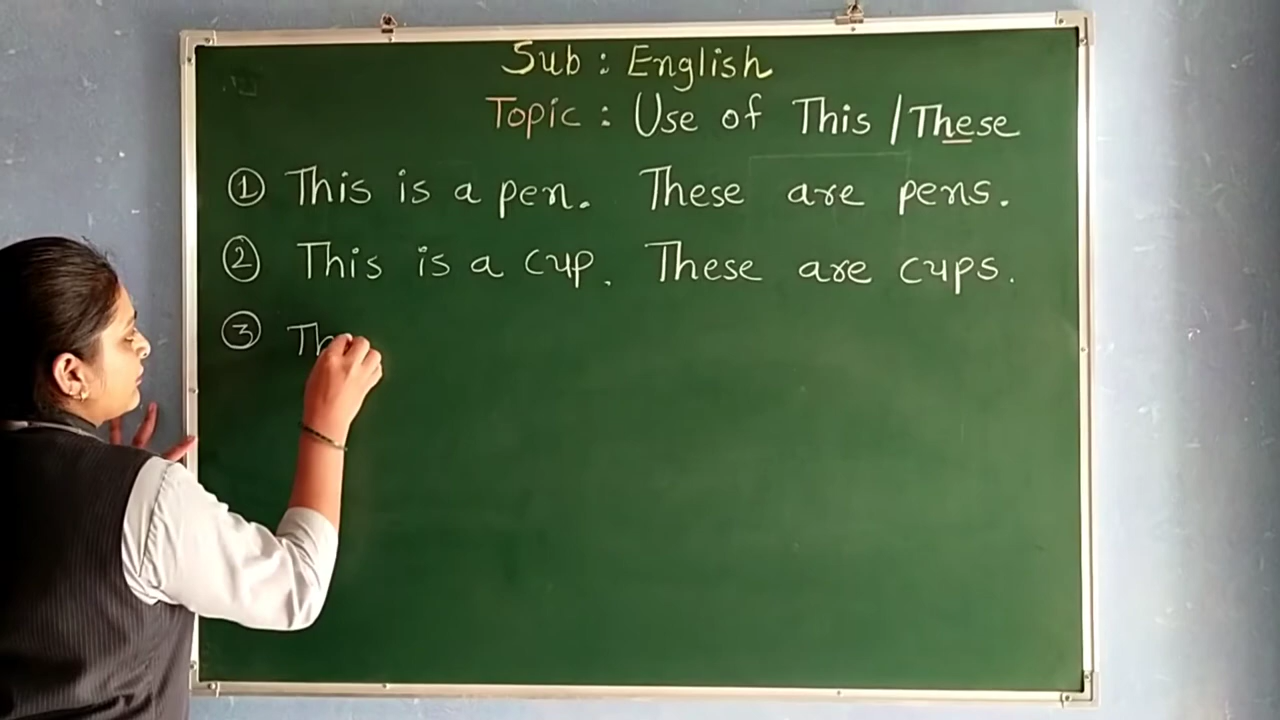 Sub : English
Topic : Use of This / These
① This is a pen. These are pens.
② This is a cup. These are cups.
③ Th